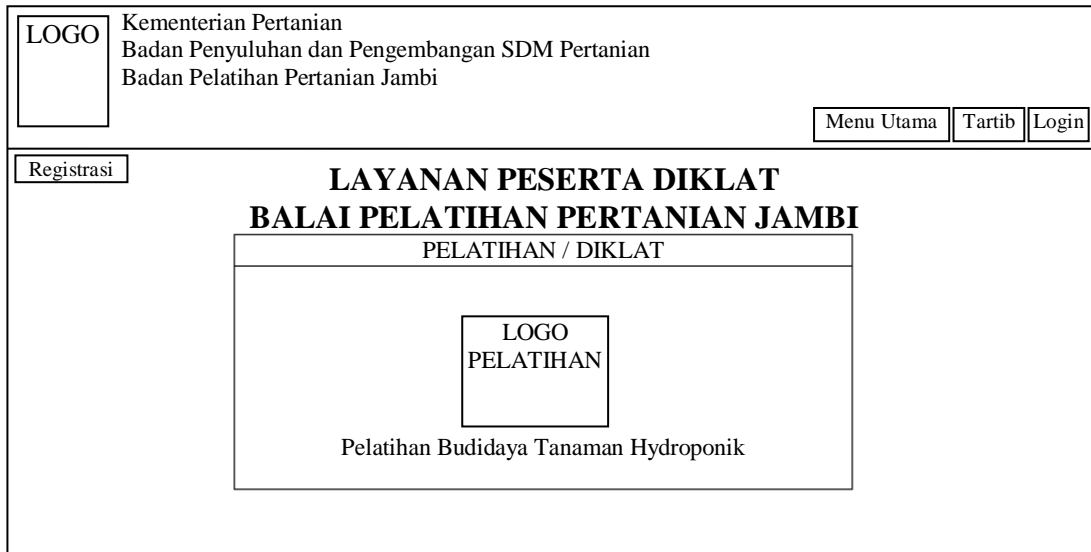 LOGO
Kementerian Pertanian
Badan Penyuluhan dan Pengembangan SDM Pertanian
Badan Pelatihan Pertanian Jambi
Menu Utama Tartib Login
Registrasi
LAYANAN PESERTA DIKLAT
BALAI PELATIHAN PERTANIAN JAMBI
PELATIHAN / DIKLAT
LOGO
PELATIHAN
Pelatihan Budidaya Tanaman Hydroponik